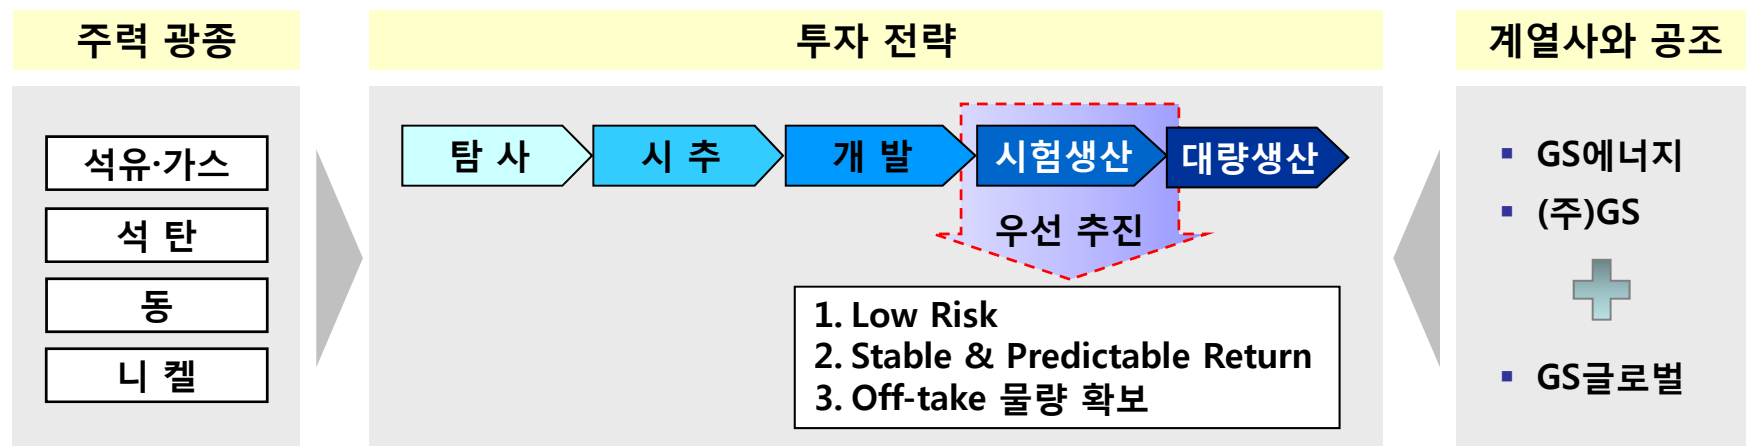 주력 광종
석유·가스
석 탄
동
니 켈
투자 전략
탐 사
시 추
개 발
시험생산
대량생산
우선 추진
1. Low Risk
2. Stable & Predictable Return
3. Off-take 물량 확보
계열사와 공조
▪ GS에너지
▪ (주)GS
▪ GS글로벌